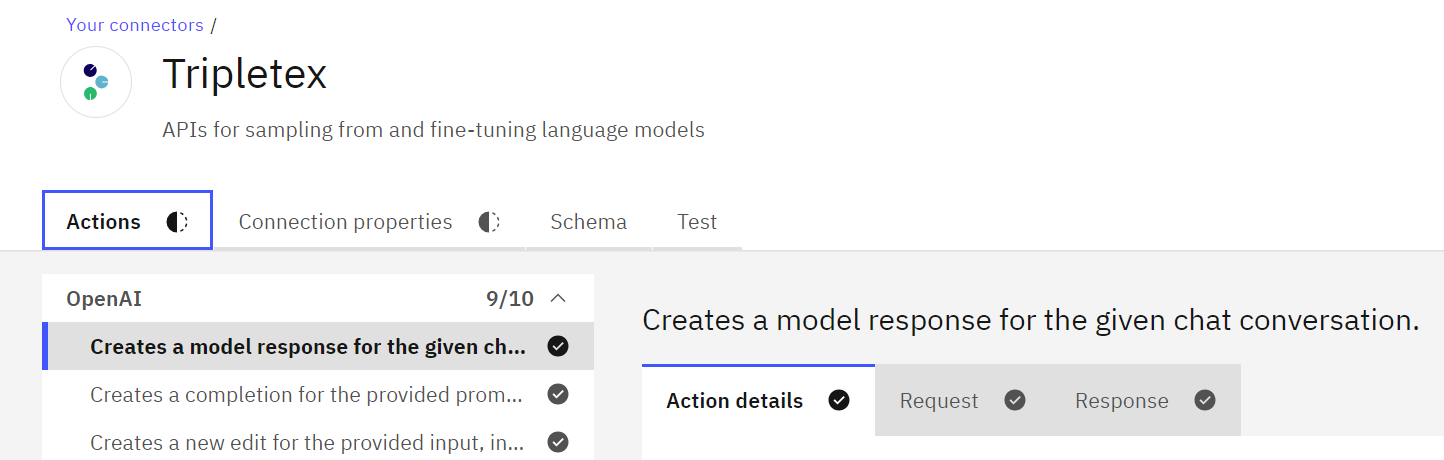 Your connectors /
Tripletex
APIs for sampling from and fine-tuning language models
Actions Connection properties Schema Test
OpenAI 9/10
Creates a model response for the given chat conversation.
Creates a model response for the given ch...
Creates a completion for the provided prom...
Creates a new edit for the provided input, in...
Action details Request Response